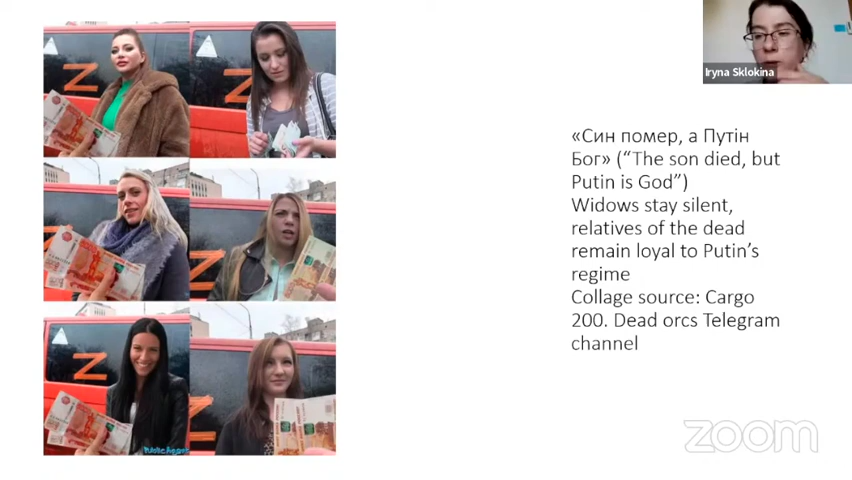 Iryna Sklokina
«Син помер, а Путін
Бог» (“The son died, but
Putin is God”)
Widows stay silent,
relatives of the dead
remain loyal to Putin’s
regime
Collage source: Cargo
200. Dead orcs Telegram
channel
Z
Z
Z
Z
zoom